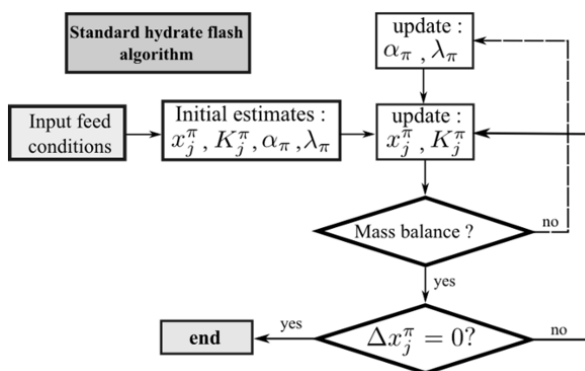 Standard hydrate flash
algorithm
update :
α_π , λ_π
Input feed
conditions
Initial estimates :
x_j^π , K_j^π , α_π , λ_π
update :
x_j^π , K_j^π
Mass balance ?
no
yes
end
yes
Δx_j^π = 0?
no